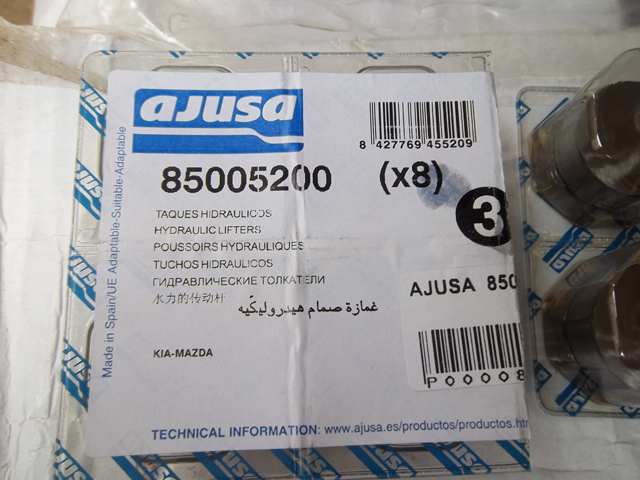 ajusa
8 427769 455209
85005200 (x8)
3
TAQUES HIDRAULICOS
HYDRAULIC LIFTERS
POUSSOIRS HYDRAULIQUES
TUCHOS HIDRAULICOS
ГИДРАВЛИЧЕСКИЕ ТОЛКАТЕЛИ
水力的传动杆
غمازة صمام هيدروليكيه
AJUSA 850
P00008
KIA-MAZDA
TECHNICAL INFORMATION: www.ajusa.es/productos/productos.htm
Made in Spain/UE Adaptable-Suitable-Adaptable